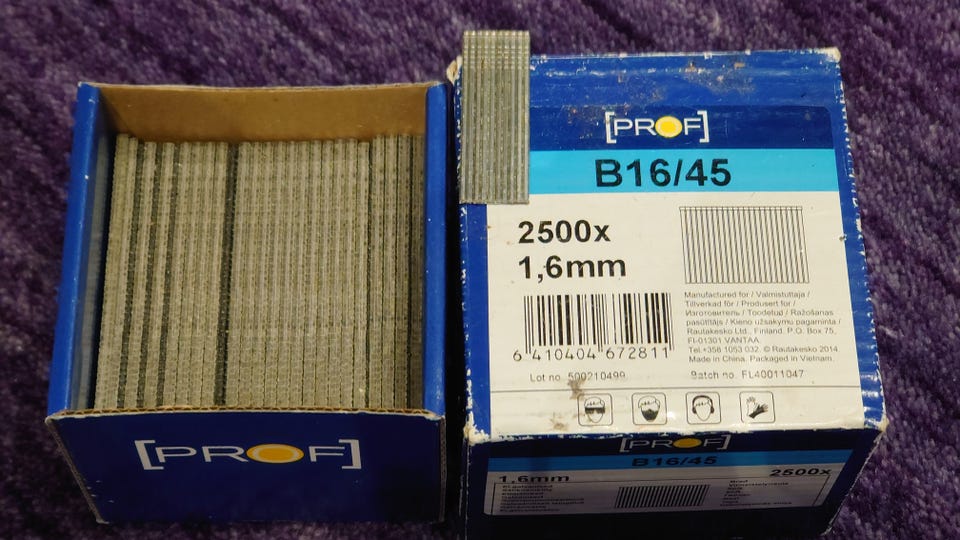 [PROF]
[PROF]
B16/45
2500x
1,6mm
Manufactured for / Valmistuttaja /
Tillverkad för / Produsert for /
Изготовитель / Toodetud / Ražošanas
pasūtītājs / Kieno užsakymu pagaminta /
Rautakesko Ltd., Finland. P.O. Box 75,
FI-01301 VANTAA.
Tel.+358 1053 032. © Rautakesko 2014
Made in China. Packaged in Vietnam.
6 410404 672811
Lot no. 500210499
Batch no. FL40011047
[PROF]
B16/45
1,6mm
2500x